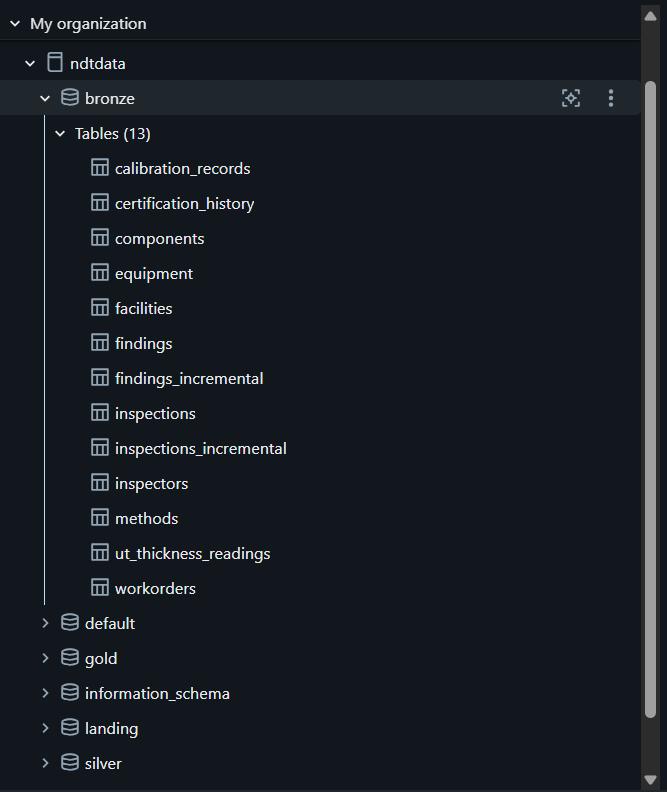 My organization
ndtdata
bronze
Tables (13)
calibration_records
certification_history
components
equipment
facilities
findings
findings_incremental
inspections
inspections_incremental
inspectors
methods
ut_thickness_readings
workorders
default
gold
information_schema
landing
silver